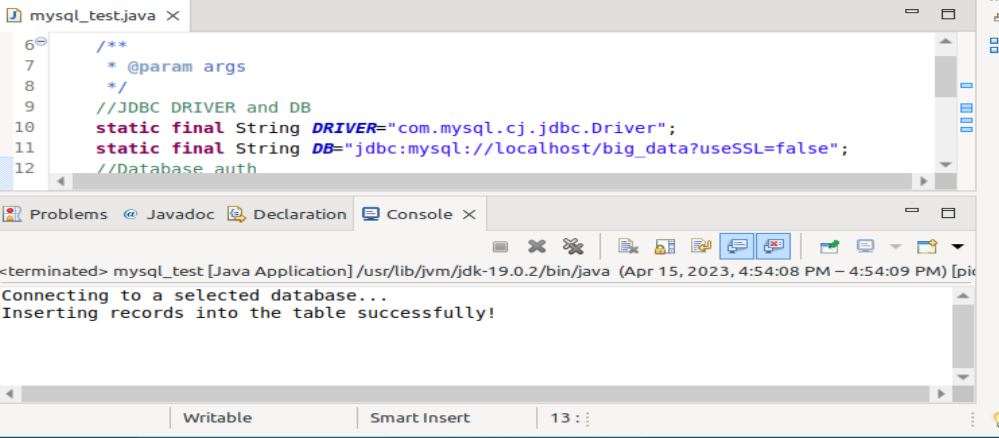 mysql_test.java
6 /**
7 * @param args
8 */
9 //JDBC DRIVER and DB
10 static final String DRIVER="com.mysql.cj.jdbc.Driver";
11 static final String DB="jdbc:mysql://localhost/big_data?useSSL=false";
12 //Database auth
Problems @ Javadoc Declaration Console
<terminated> mysql_test [Java Application] /usr/lib/jvm/jdk-19.0.2/bin/java (Apr 15, 2023, 4:54:08 PM – 4:54:09 PM)
Connecting to a selected database...
Inserting records into the table successfully!
Writable Smart Insert 13 :